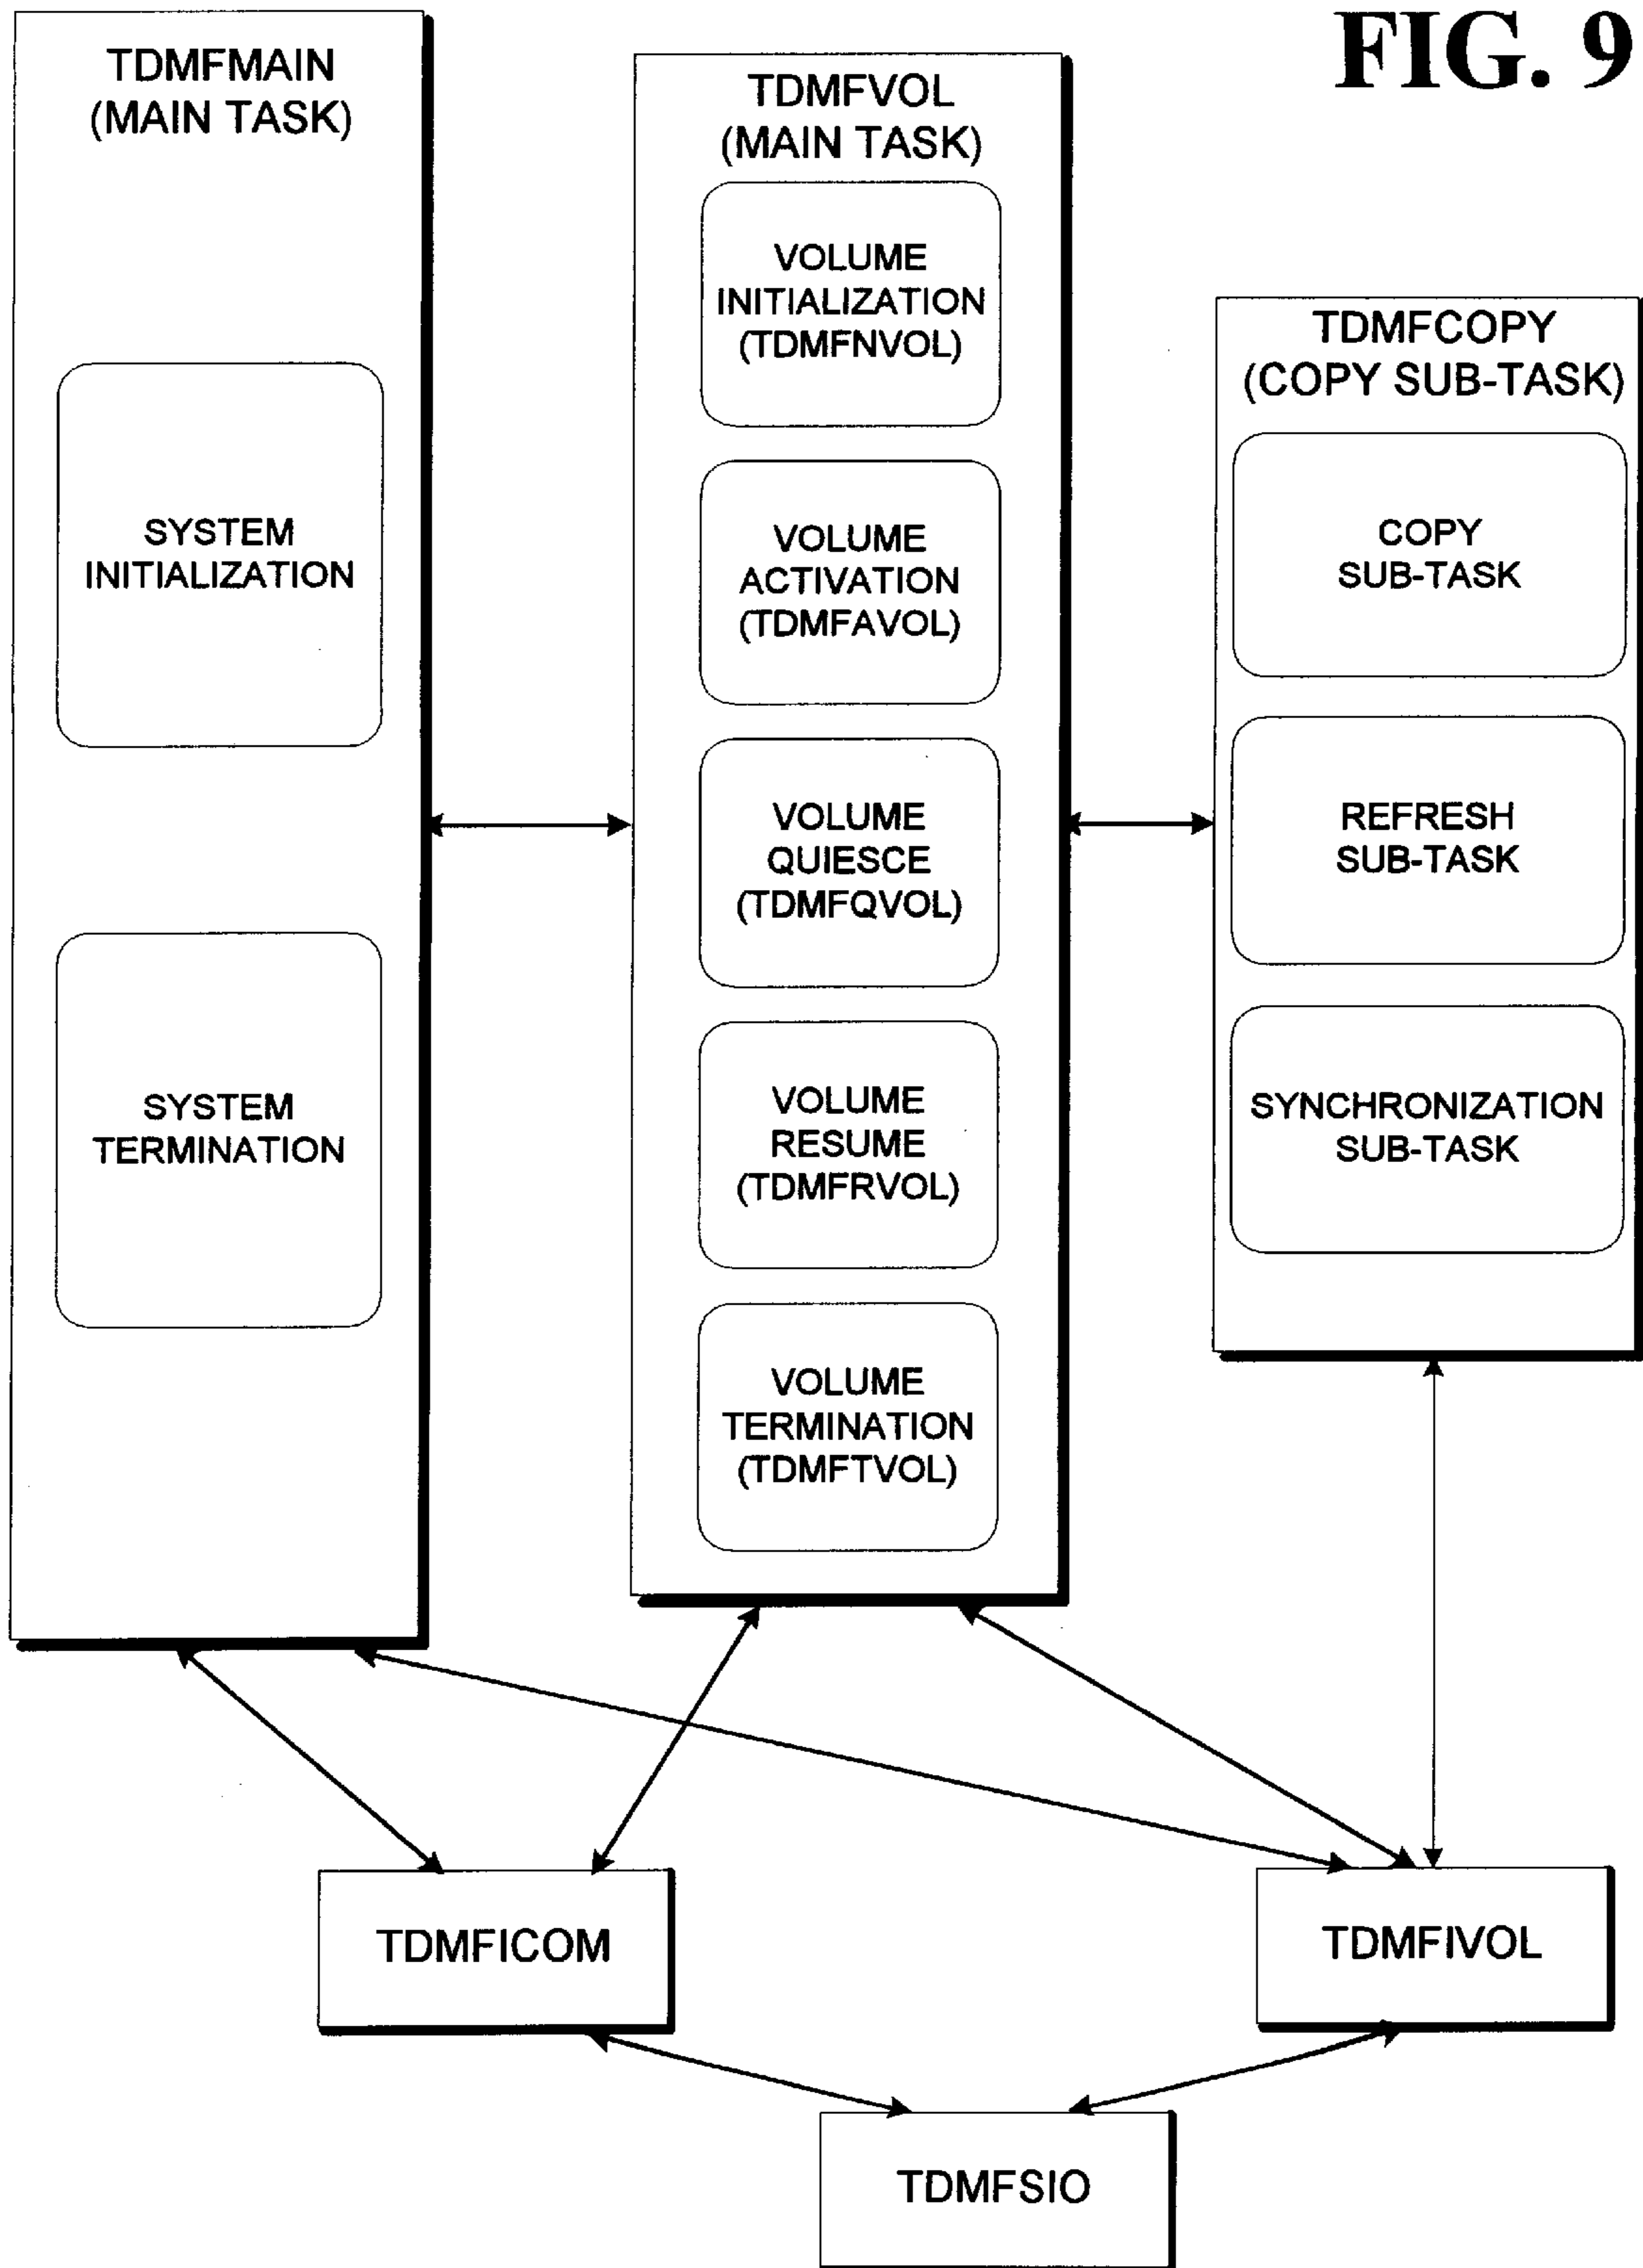 FIG. 9
TDMFMAIN
(MAIN TASK)
SYSTEM
INITIALIZATION
SYSTEM
TERMINATION
TDMFVOL
(MAIN TASK)
VOLUME
INITIALIZATION
(TDMFNVOL)
VOLUME
ACTIVATION
(TDMFAVOL)
VOLUME
QUIESCE
(TDMFQVOL)
VOLUME
RESUME
(TDMFRVOL)
VOLUME
TERMINATION
(TDMFTVOL)
TDMFCOPY
(COPY SUB-TASK)
COPY
SUB-TASK
REFRESH
SUB-TASK
SYNCHRONIZATION
SUB-TASK
TDMFICOM
TDMFIVOL
TDMFSIO